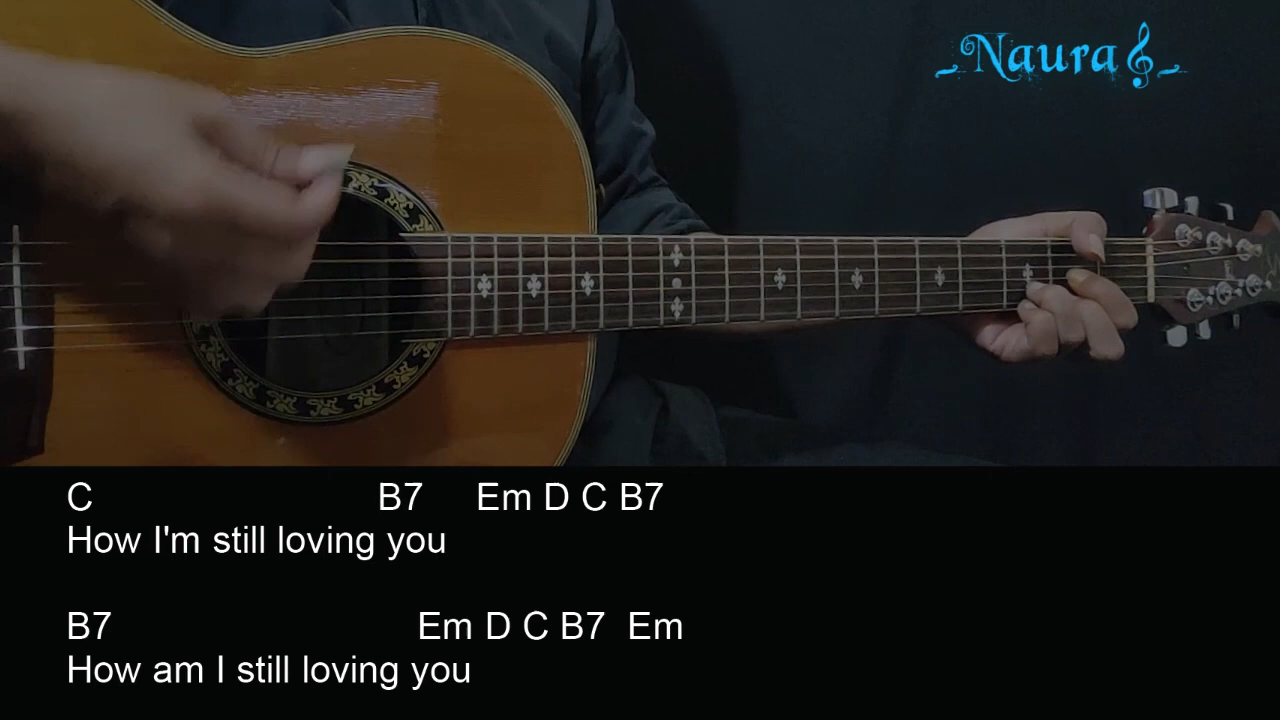 Naura
C B7 Em D C B7
How I'm still loving you
B7 Em D C B7 Em
How am I still loving you